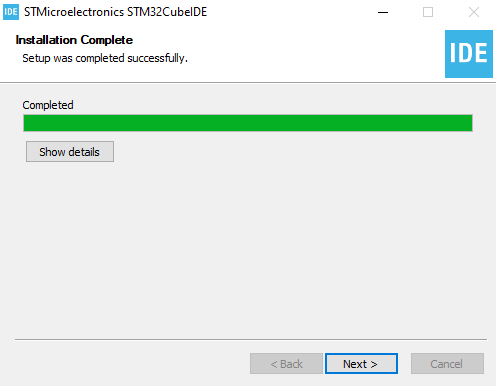 IDE STMicroelectronics STM32CubeIDE
Installation Complete
Setup was completed successfully.
IDE
Completed
Show details
< Back
Next >
Cancel